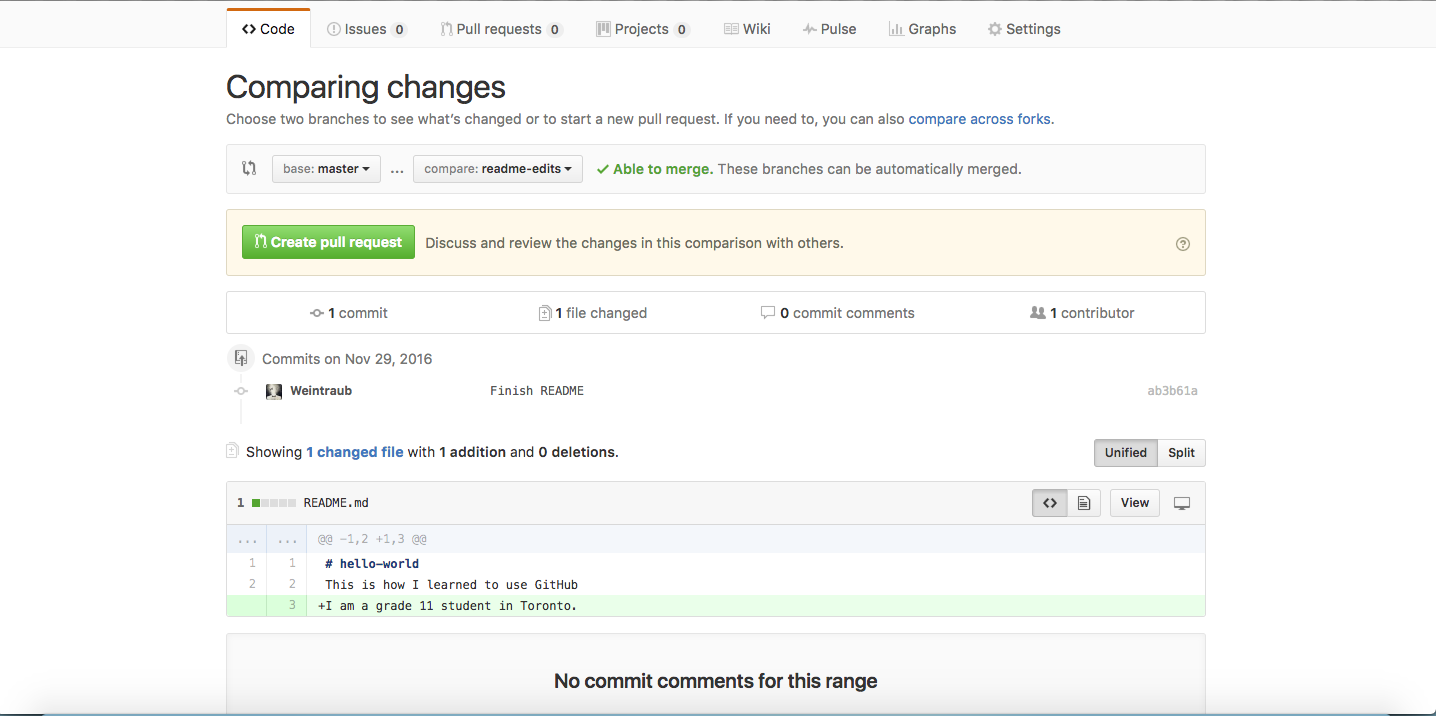 Code Issues 0 Pull requests 0 Projects 0 Wiki Pulse Graphs Settings
Comparing changes
Choose two branches to see what's changed or to start a new pull request. If you need to, you can also compare across forks.
base: master ... compare: readme-edits Able to merge. These branches can be automatically merged.
Create pull request Discuss and review the changes in this comparison with others.
1 commit 1 file changed 0 commit comments 1 contributor
Commits on Nov 29, 2016
Weintraub Finish README ab3b61a
Showing 1 changed file with 1 addition and 0 deletions. Unified Split
1 README.md <> View
... ... @@ -1,2 +1,3 @@
1 1 # hello-world
2 2 This is how I learned to use GitHub
3 +I am a grade 11 student in Toronto.
No commit comments for this range